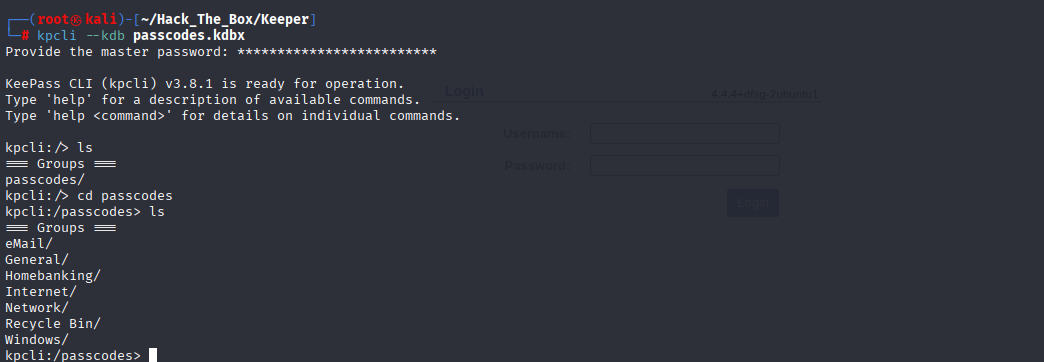 ┌──(root㉿kali)-[~/Hack_The_Box/Keeper]
└─# kpcli --kdb passcodes.kdbx
Provide the master password: *************************
KeePass CLI (kpcli) v3.8.1 is ready for operation.
Type 'help' for a description of available commands.
Type 'help <command>' for details on individual commands.
Login 4.4.4+dfsg-2ubuntu1
Username:
Password:
Login
kpcli:/> ls
=== Groups ===
passcodes/
kpcli:/> cd passcodes
kpcli:/passcodes> ls
=== Groups ===
eMail/
General/
Homebanking/
Internet/
Network/
Recycle Bin/
Windows/
kpcli:/passcodes>